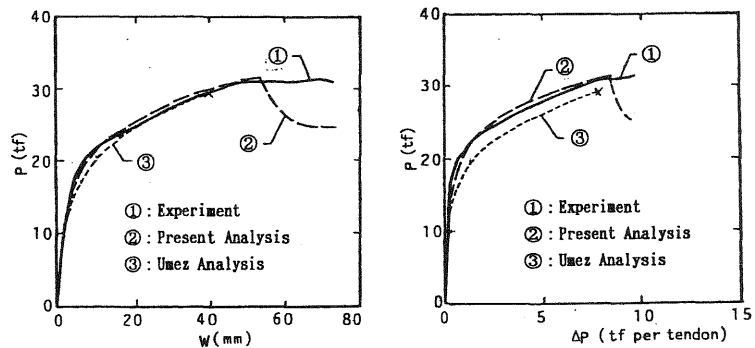 40
30
20
10
0
P (tf)
①
②
③
① : Experiment
② : Present Analysis
③ : Umez Analysis
0 20 40 60 80
W (mm)
40
30
20
10
0
P (tf)
②
①
③
① : Experiment
② : Present Analysis
③ : Umez Analysis
0 5 10 15
ΔP (tf per tendon)